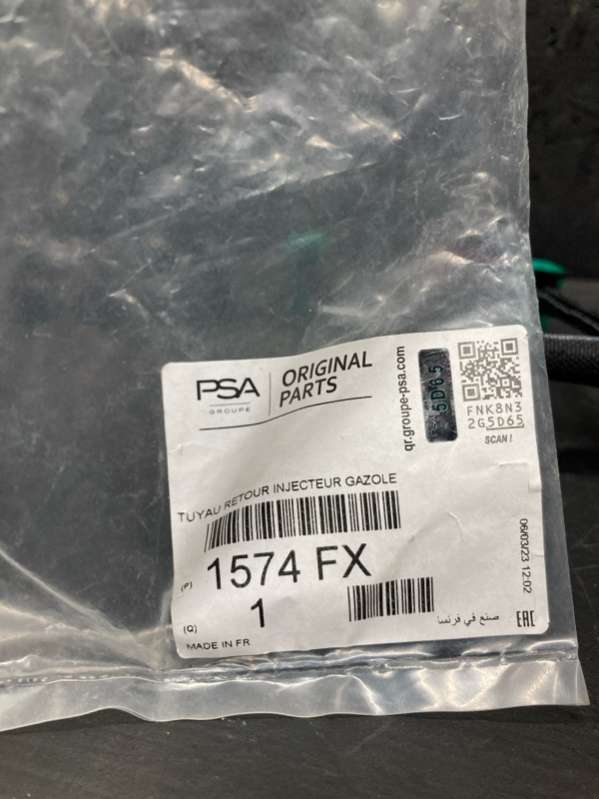 PSA
GROUPE
ORIGINAL
PARTS
qr.groupe-psa.com
5D65
FNK8N3
2G5D65
SCAN!
TUYAU RETOUR INJECTEUR GAZOLE
(P) 1574 FX
(Q) 1
MADE IN FR
صنع في فرنسا
EAC
06/03/23 12:02